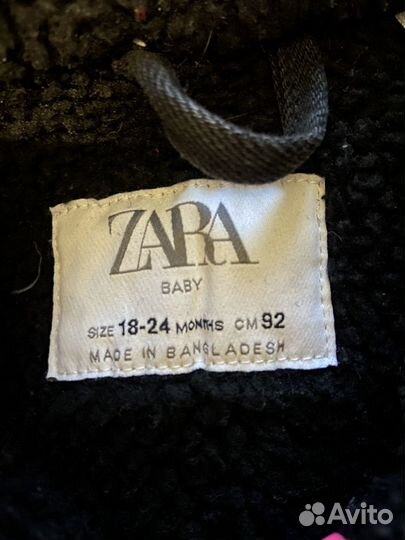 ZARA
BABY
SIZE 18-24 MONTHS CM 92
MADE IN BANGLADESH
Avito